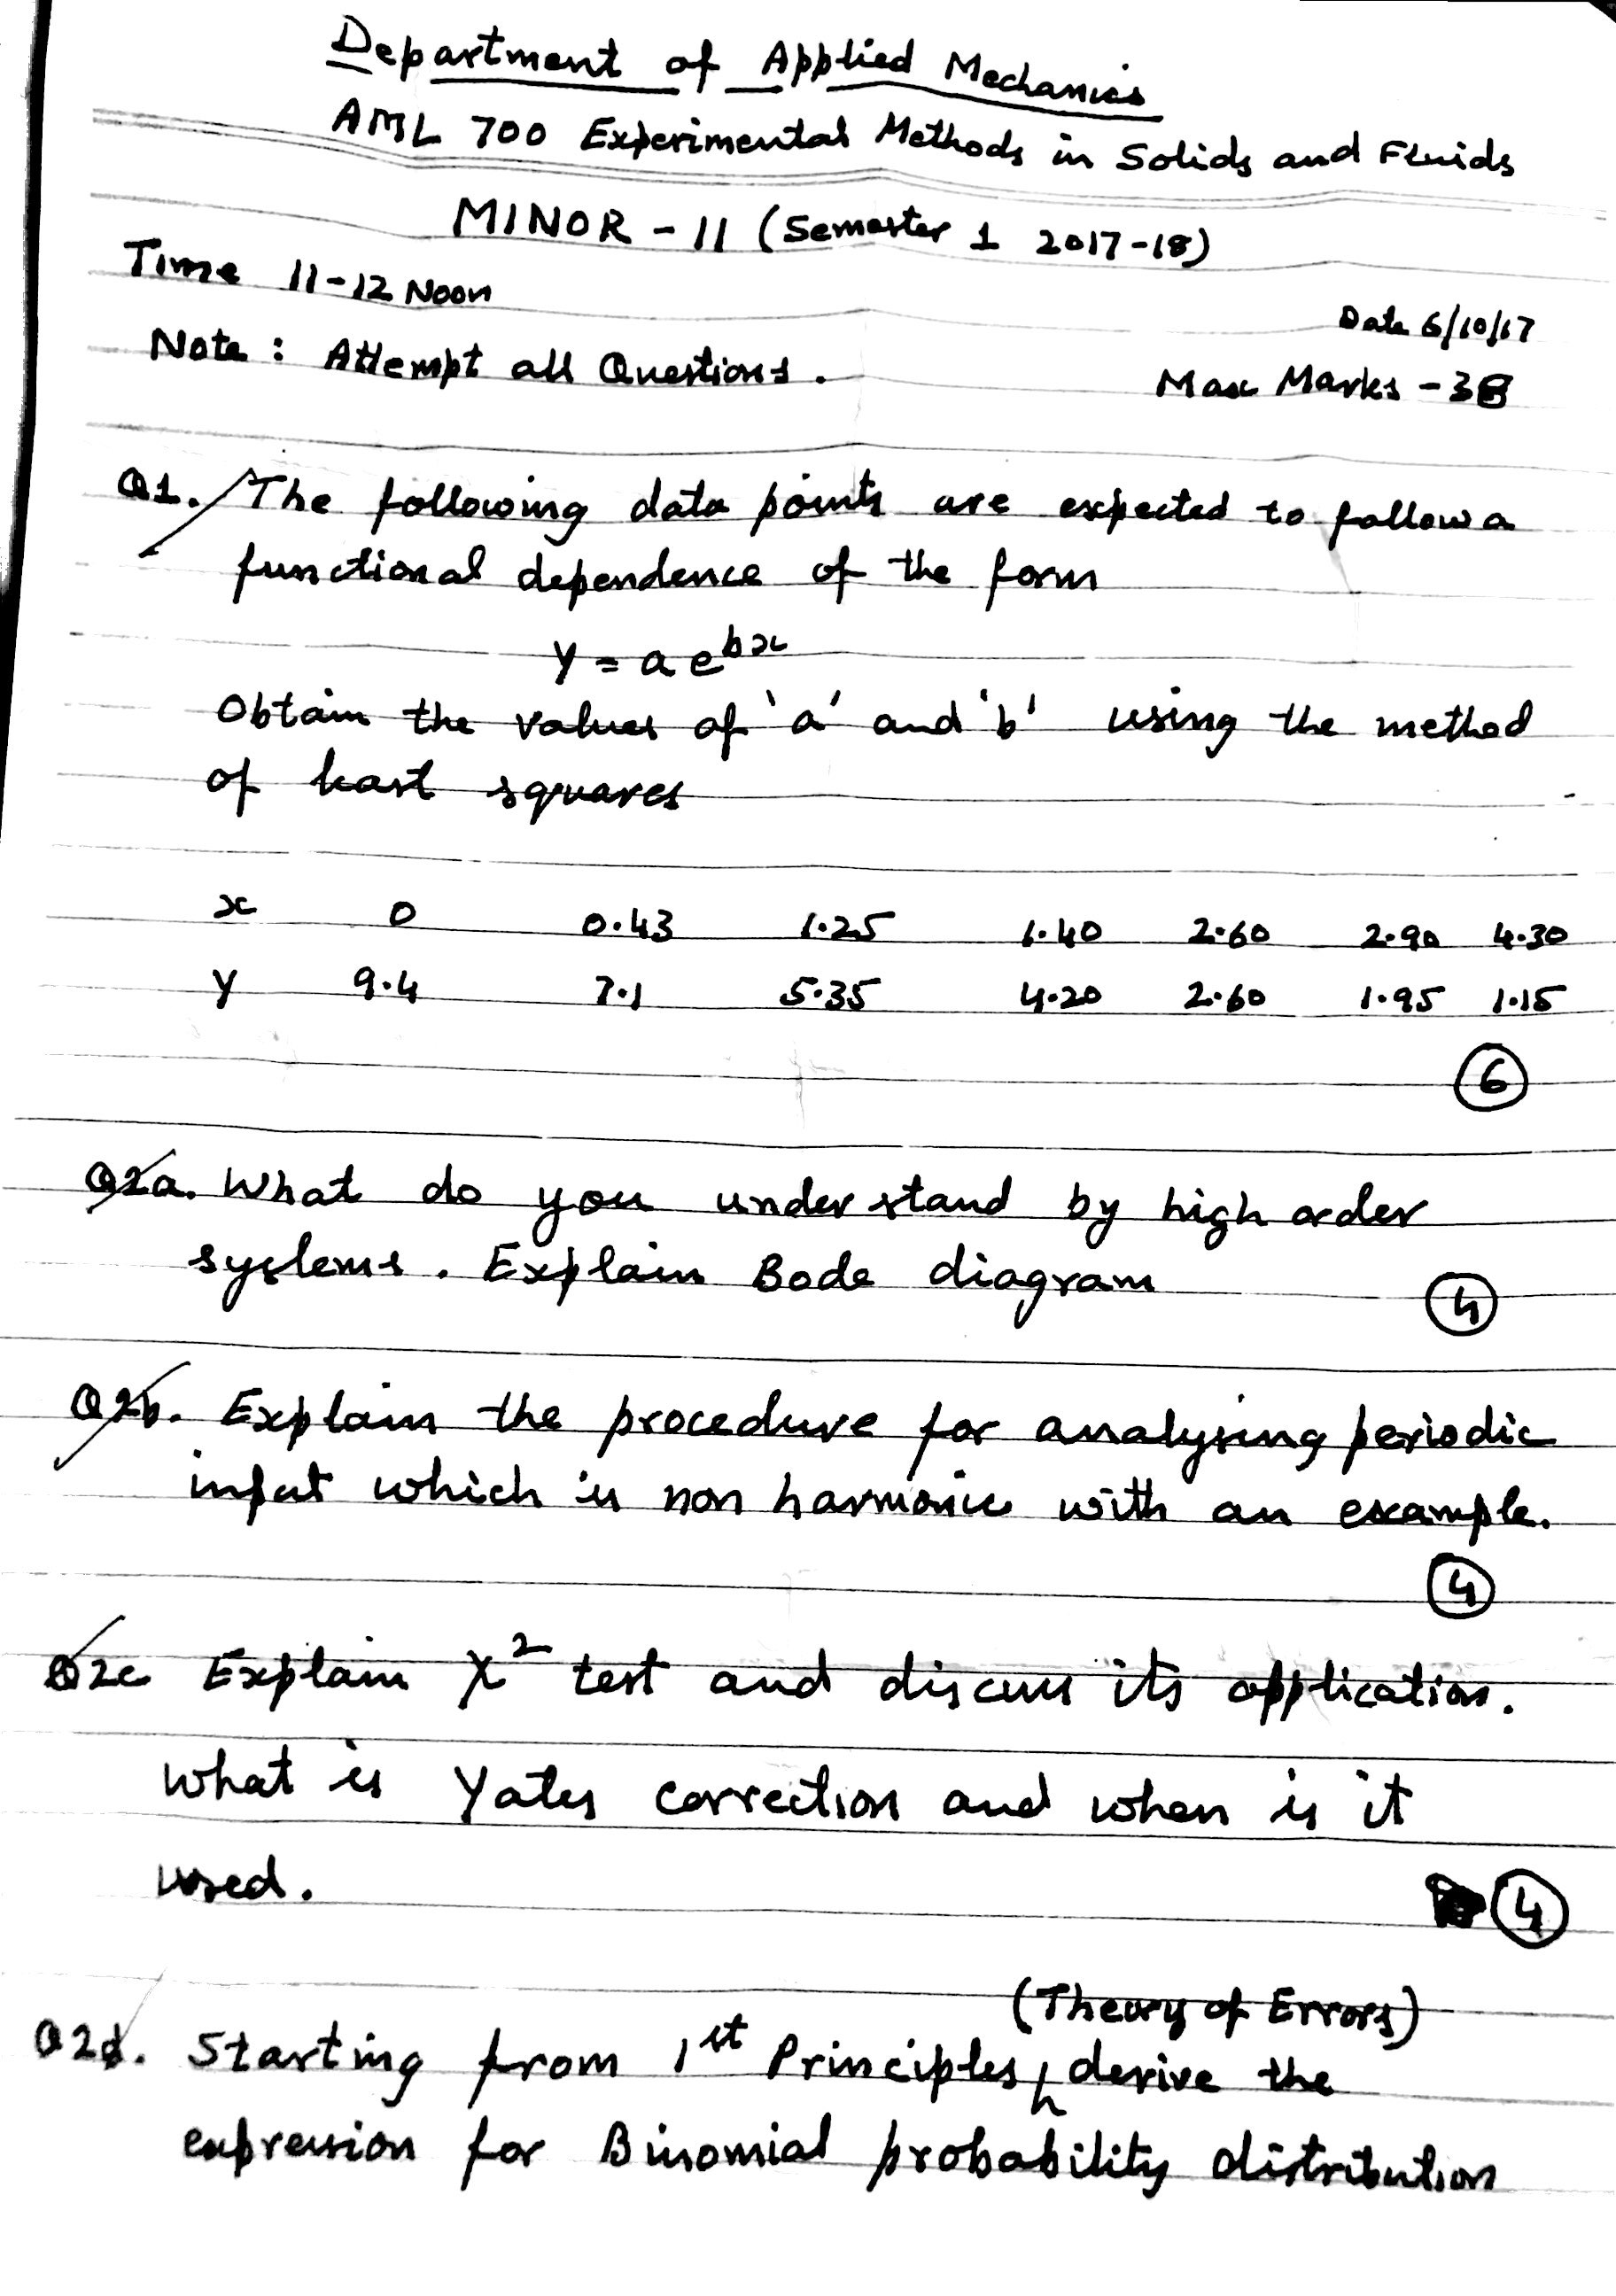 Department of Applied Mechanics
AML 700 Experimental Methods in Solids and Fluids
MINOR - II (Semester 1 2017-18)
Time 11-12 Noon
Date 6/10/17
Note : Attempt all Questions.
Max Marks - 38
Q1. The following data points are expected to follow a
functional dependence of the form
y = a e^bx
Obtain the values of 'a' and 'b' using the method
of least squares
x 0 0.43 1.25 1.40 2.60 2.90 4.30
y 9.4 7.1 5.35 4.20 2.60 1.95 1.15
6
Q2a. What do you understand by high order
systems. Explain Bode diagram
4
Q2b. Explain the procedure for analysing periodic
input which is non harmonic with an example.
4
Q2c Explain χ² test and discuss its application.
What is Yates correction and when is it
used.
4
(Theory of Errors)
Q2d. Starting from 1st Principles, derive the
expression for Binomial probability distribution